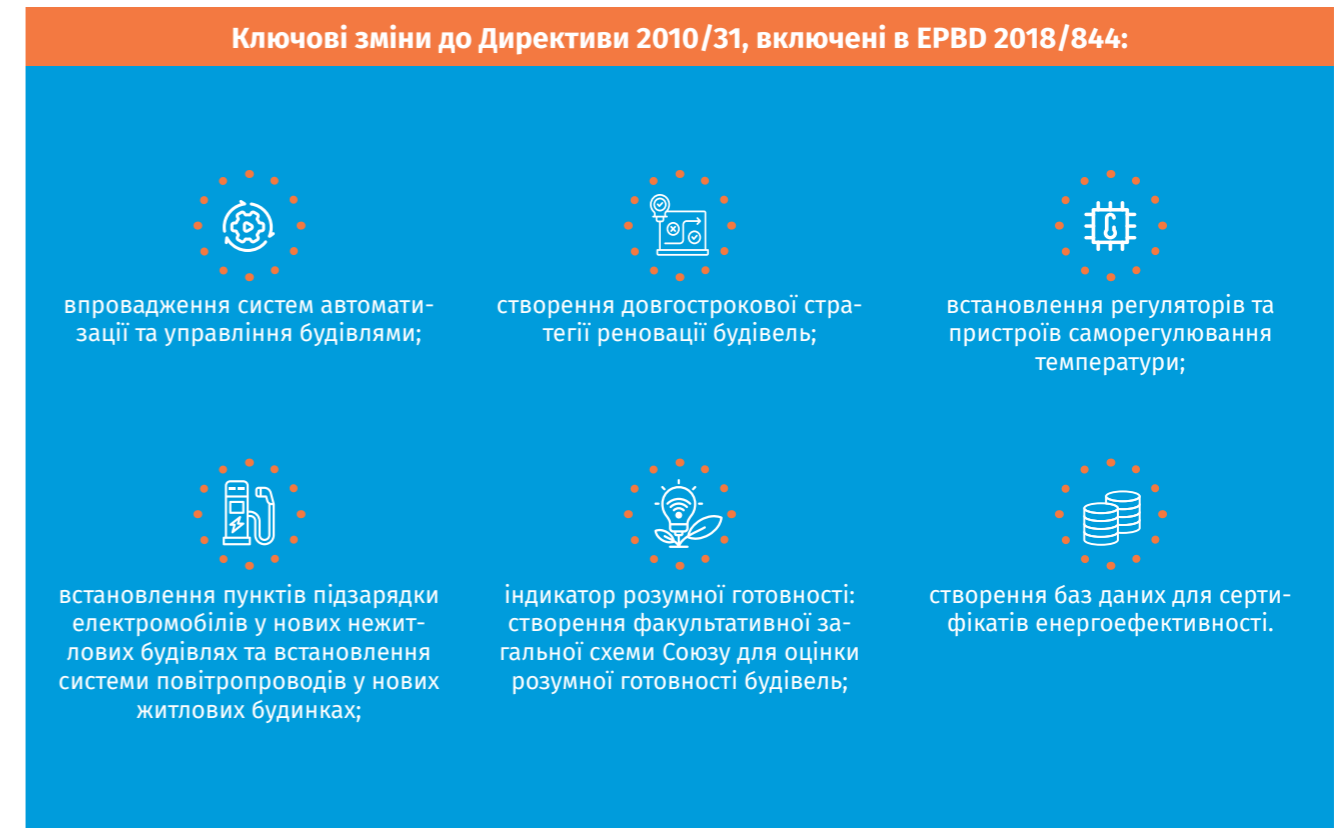 Ключові зміни до Директиви 2010/31, включені в EPBD 2018/844:
впровадження систем автомати-
зації та управління будівлями;
створення довгострокової стра-
тегії реновації будівель;
встановлення регуляторів та
пристроїв саморегулювання
температури;
встановлення пунктів підзарядки
електромобілів у нових нежит-
лових будівлях та встановлення
системи повітропроводів у нових
житлових будинках;
індикатор розумної готовності:
створення факультативної за-
гальної схеми Союзу для оцінки
розумної готовності будівель;
створення баз даних для серти-
фікатів енергоефективності.